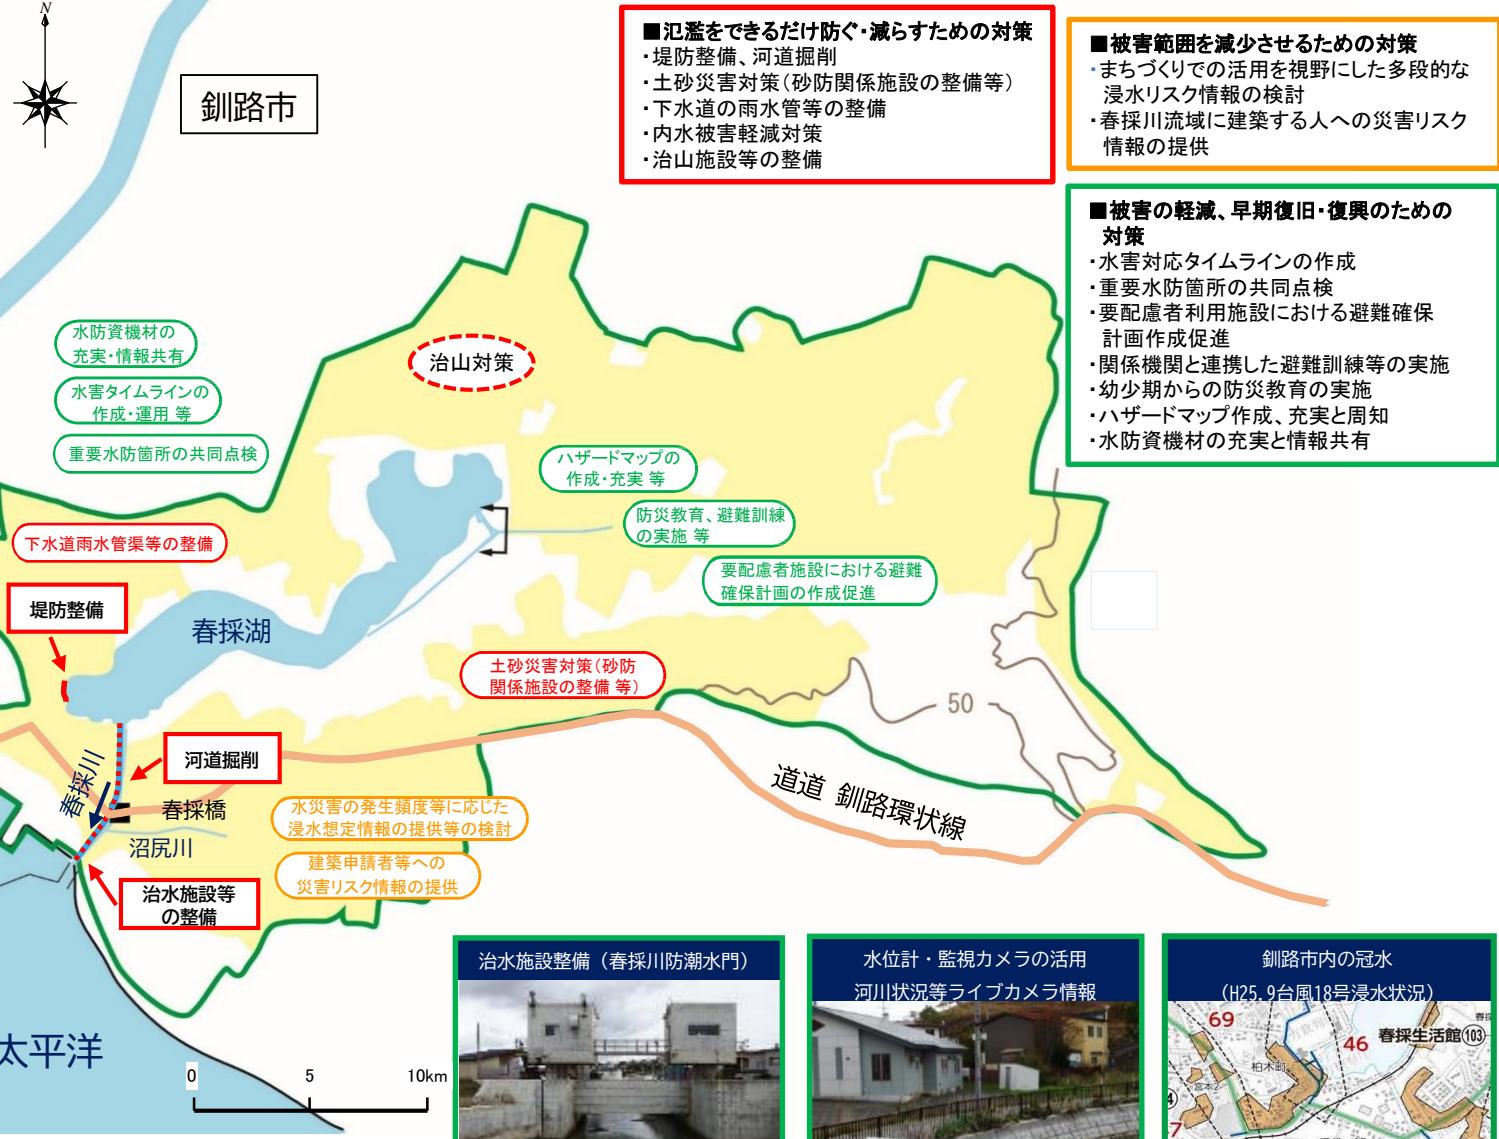 N
釧路市
■氾濫をできるだけ防ぐ・減らすための対策
・堤防整備、河道掘削
・土砂災害対策（砂防関係施設の整備等）
・下水道の雨水管等の整備
・内水被害軽減対策
・治山施設等の整備
■被害範囲を減少させるための対策
・まちづくりでの活用を視野にした多段的な
浸水リスク情報の検討
・春採川流域に建築する人への災害リスク
情報の提供
■被害の軽減、早期復旧・復興のための
対策
・水害対応タイムラインの作成
・重要水防箇所の共同点検
・要配慮者利用施設における避難確保
計画作成促進
・関係機関と連携した避難訓練等の実施
・幼少期からの防災教育の実施
・ハザードマップ作成、充実と周知
・水防資機材の充実と情報共有
水防資機材の
充実・情報共有
水害タイムラインの
作成・運用 等
重要水防箇所の共同点検
治山対策
ハザードマップの
作成・充実 等
防災教育、避難訓練
の実施 等
要配慮者施設における避難
確保計画の作成促進
下水道雨水管渠等の整備
堤防整備
春採湖
土砂災害対策（砂防
関係施設の整備 等）
50
河道掘削
春採川
春採橋
沼尻川
道道 釧路環状線
水災害の発生頻度等に応じた
浸水想定情報の提供等の検討
建築申請者等への
災害リスク情報の提供
治水施設等
の整備
太平洋
0 5 10km
治水施設整備（春採川防潮水門）
水位計・監視カメラの活用
河川状況等ライブカメラ情報
釧路市内の冠水
（H25.9台風18号浸水状況）
69
46
春採生活館
103
柏木町
7